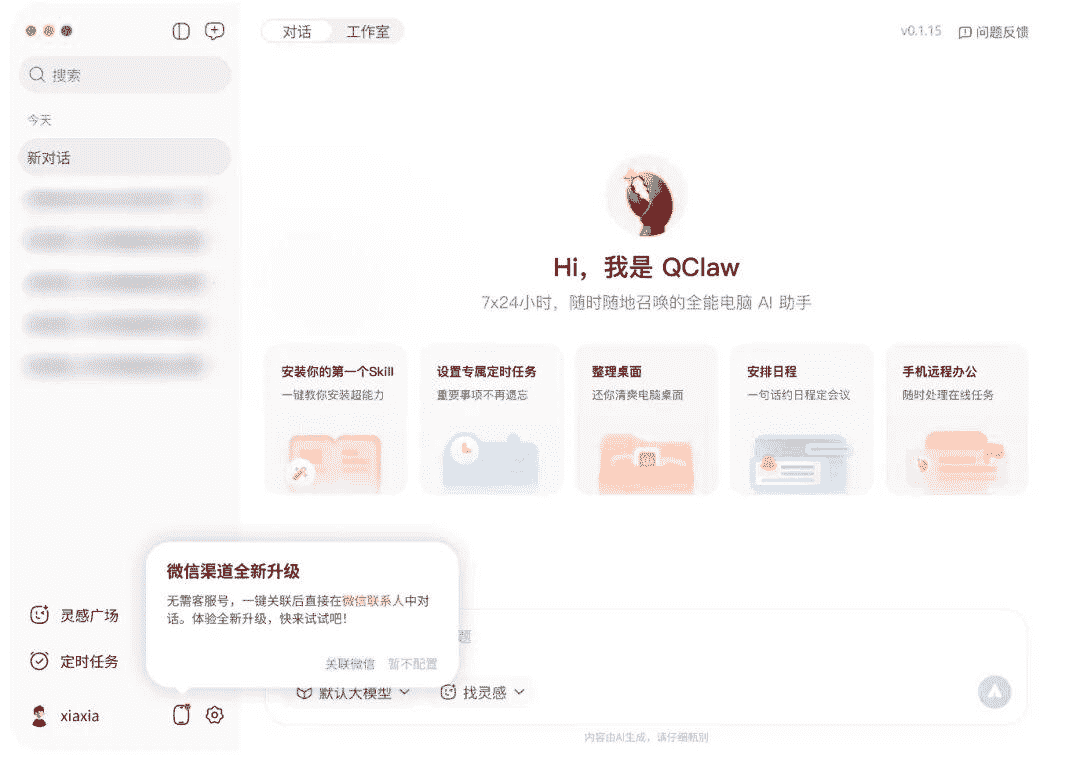 对话
工作室
v0.1.15
问题反馈
搜索
今天
新对话
Hi，我是 QClaw
7x24小时，随时随地召唤的全能电脑 AI 助手
安装你的第一个Skill
一键教你安装超能力
设置专属定时任务
重要事项不再遗忘
整理桌面
还你清爽电脑桌面
安排日程
一句话约日程定会议
手机远程办公
随时处理在线任务
微信渠道全新升级
无需客服号，一键关联后直接在微信联系人中对
话。体验全新升级，快来试试吧！
关联微信
暂不配置
灵感广场
定时任务
xiaxia
题
默认大模型
找灵感
内容由AI生成，请仔细甄别